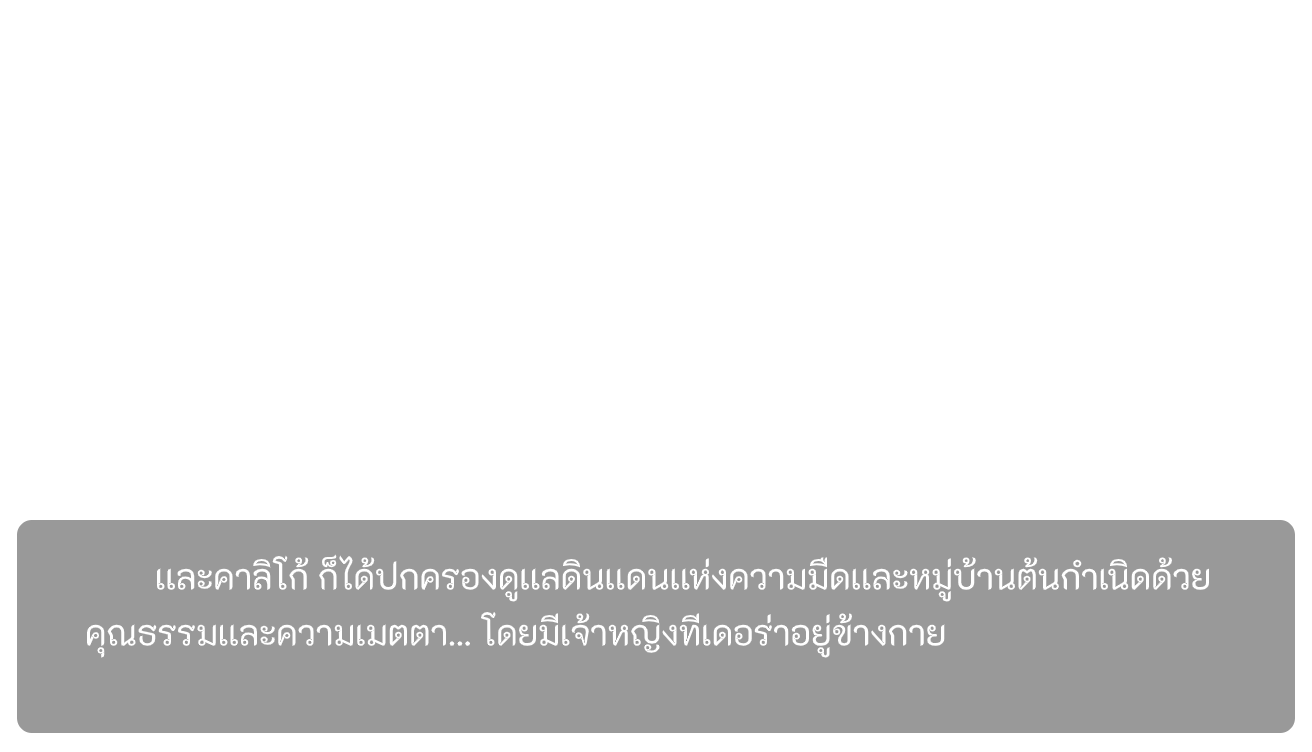 และคาลิโก้ ก็ได้ปกครองดูแลดินแดนแห่งความมืดและหมู่บ้านต้นกำเนิดด้วย
คุณธรรมและความเมตตา... โดยมีเจ้าหญิงทีเดอร่าอยู่ข้างกาย